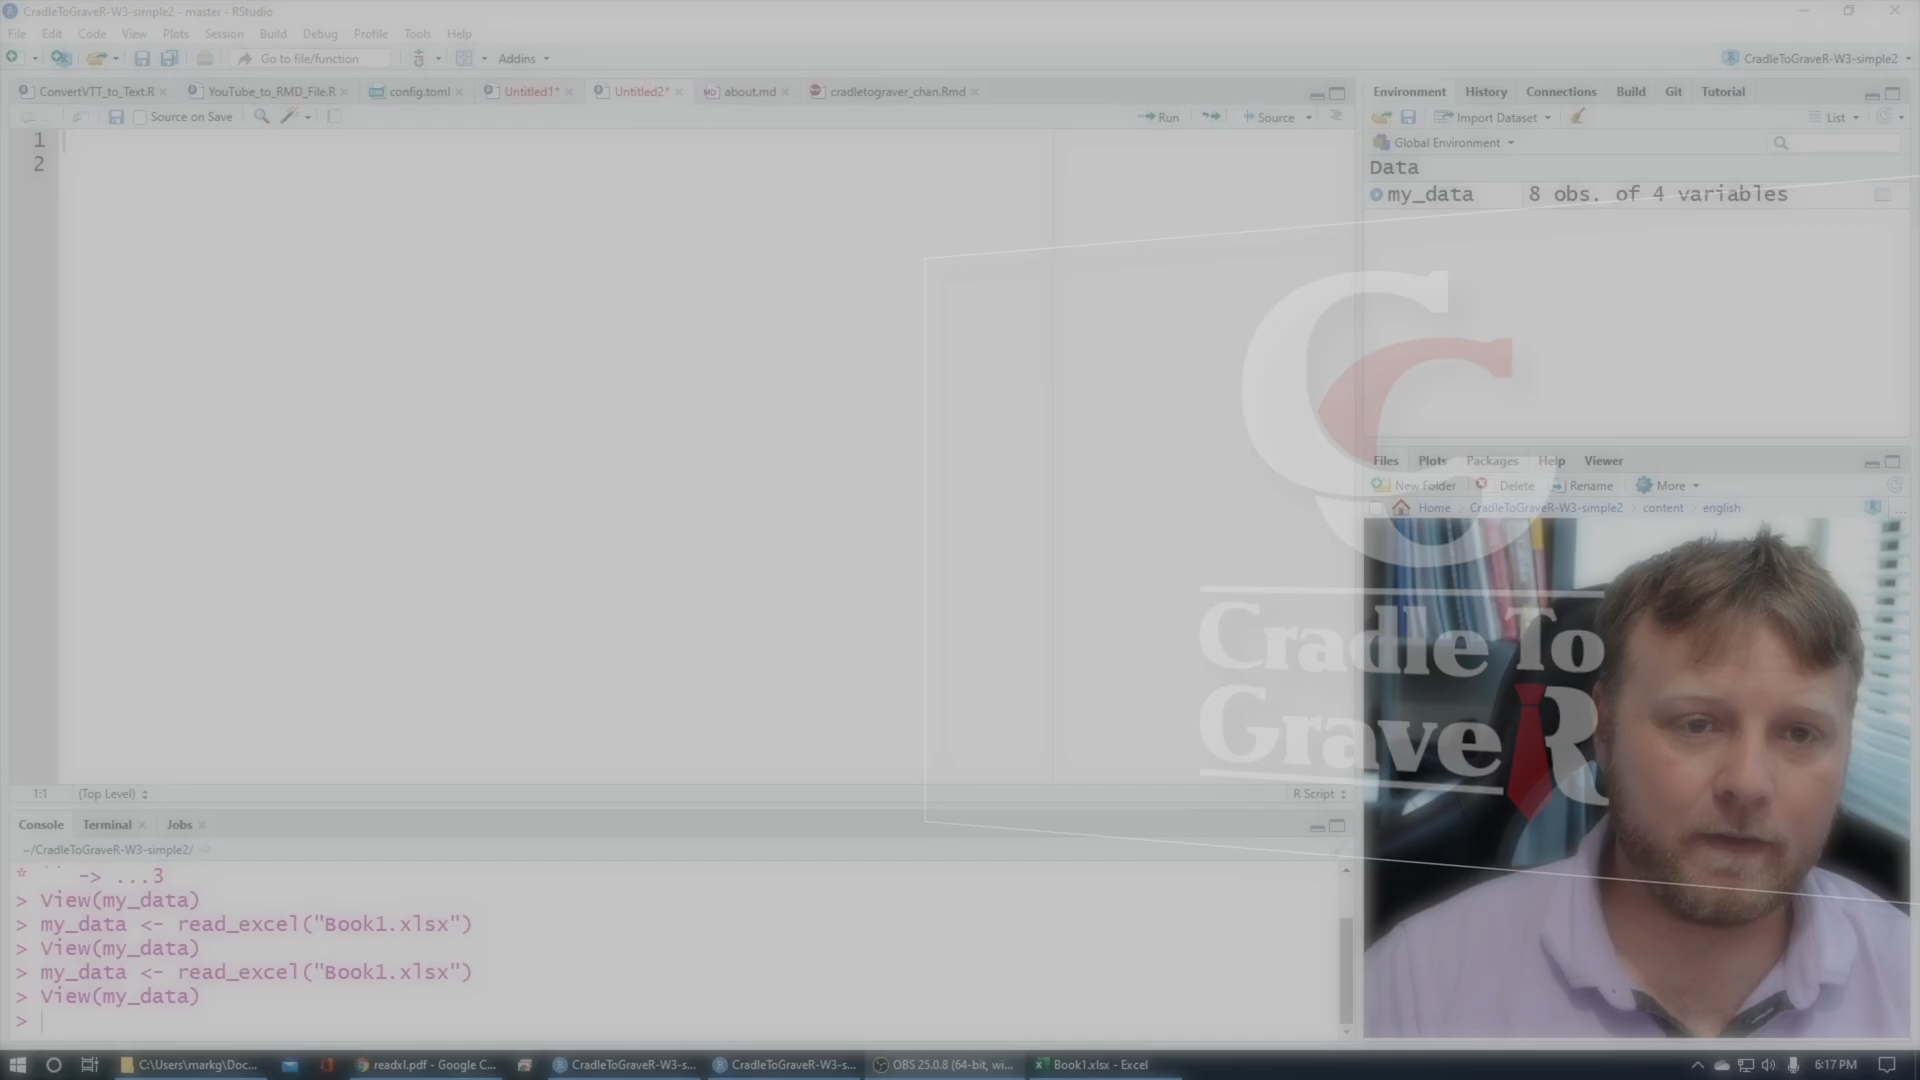 CradleToGraveR-W3-simple2 - master - RStudio
File Edit Code View Plots Session Build Debug Profile Tools Help
Go to file/function Addins CradleToGraveR-W3-simple2
ConvertVTT_to_Text.R YouTube_to_RMD_File.R config.toml Untitled1* Untitled2* about.md cradletograver_chan.Rmd
Source on Save Run Source
1
2
1:1 (Top Level) R Script
Console Terminal Jobs
~/CradleToGraveR-W3-simple2/
* `` -> ...3
> View(my_data)
> my_data <- read_excel("Book1.xlsx")
> View(my_data)
> my_data <- read_excel("Book1.xlsx")
> View(my_data)
>
Environment History Connections Build Git Tutorial
Import Dataset List
Global Environment
Data
my_data 8 obs. of 4 variables
Files Plots Packages Help Viewer
New Folder Delete Rename More
Home CradleToGraveR-W3-simple2 content english
CG
Cradle To
GraveR
C:\Users\markg\Doc... readxl.pdf - Google C... CradleToGraveR-W3-s... CradleToGraveR-W3-s... OBS 25.0.8 (64-bit, wi... Book1.xlsx - Excel 6:17 PM